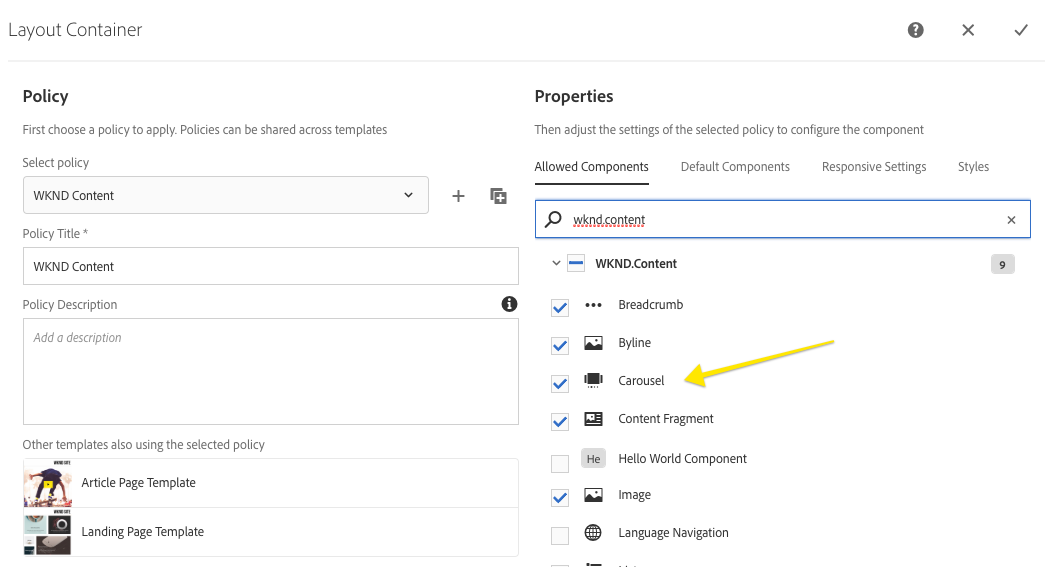 Layout Container
Policy
First choose a policy to apply. Policies can be shared across templates
Select policy
WKND Content
Policy Title *
WKND Content
Policy Description
Add a description
Other templates also using the selected policy
Article Page Template
Landing Page Template
Properties
Then adjust the settings of the selected policy to configure the component
Allowed Components Default Components Responsive Settings Styles
wknd.content
WKND.Content 9
Breadcrumb
Byline
Carousel
Content Fragment
He Hello World Component
Image
Language Navigation